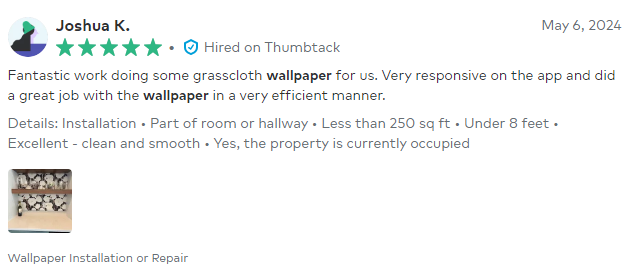 Joshua K.
May 6, 2024
• Hired on Thumbtack
Fantastic work doing some grasscloth wallpaper for us. Very responsive on the app and did
a great job with the wallpaper in a very efficient manner.
Details: Installation • Part of room or hallway • Less than 250 sq ft • Under 8 feet •
Excellent - clean and smooth • Yes, the property is currently occupied
Wallpaper Installation or Repair